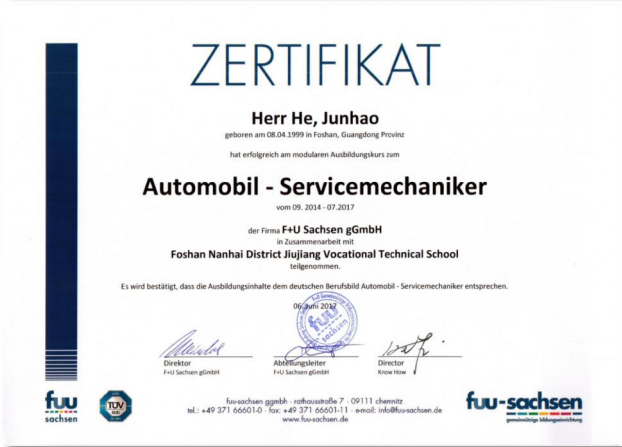 ZERTIFIKAT
Herr He, Junhao
geboren am 08.04.1999 in Foshan, Guangdong Provinz
hat erfolgreich am modularen Ausbildungskurs zum
Automobil - Servicemechaniker
vom 09. 2014 - 07.2017
der Firma F+U Sachsen gGmbH
in Zusammenarbeit mit
Foshan Nanhai District Jiujiang Vocational Technical School
teilgenommen.
Es wird bestätigt, dass die Ausbildungsinhalte dem deutschen Berufsbild Automobil - Servicemechaniker entsprechen.
06. Juni 2017
fuu
sachsen
Direktor
Abteilungsleiter
Director
F+U Sachsen gGmbH
F+U Sachsen gGmbH
Know How
fuu
sachsen
TÜV
fuu-sachsen ggmbh · rathausstraße 7 · 09111 chemnitz
tel.: +49 371 66601-0 · fax: +49 371 66601-11 · e-mail: info@fuu-sachsen.de
www.fuu-sachsen.de
fuu-sachsen
gemeinnützige bildungseinrichtung